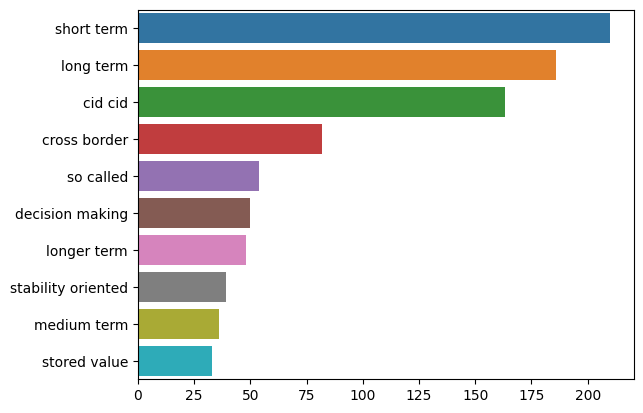 short term
long term
cid cid
cross border
so called
decision making
longer term
stability oriented
medium term
stored value
0 25 50 75 100 125 150 175 200